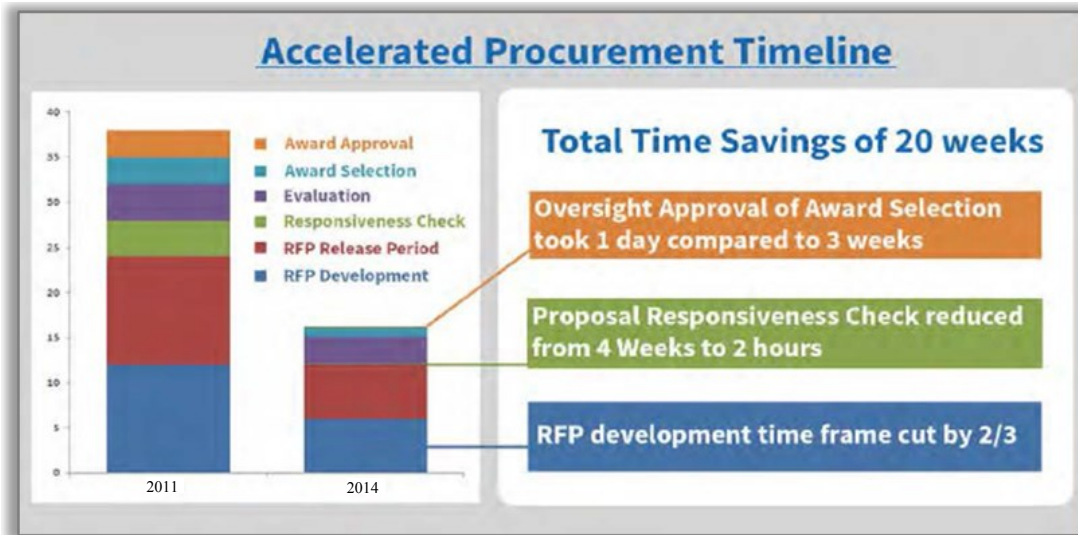 Accelerated Procurement Timeline
40
35
30
25
20
15
10
5
0
2011
2014
Award Approval
Award Selection
Evaluation
Responsiveness Check
RFP Release Period
RFP Development
Total Time Savings of 20 weeks
Oversight Approval of Award Selection
took 1 day compared to 3 weeks
Proposal Responsiveness Check reduced
from 4 Weeks to 2 hours
RFP development time frame cut by 2/3